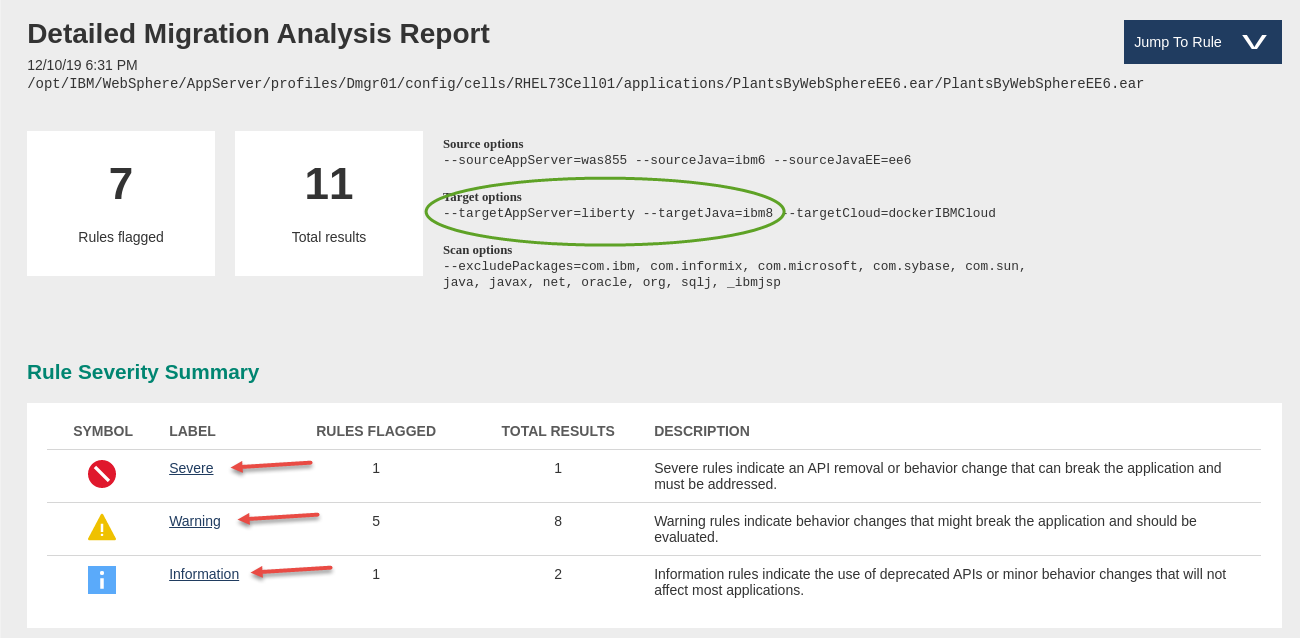 Detailed Migration Analysis Report
Jump To Rule
12/10/19 6:31 PM
/opt/IBM/WebSphere/AppServer/profiles/Dmgr01/config/cells/RHEL73Cell01/applications/PlantsByWebSphereEE6.ear/PlantsByWebSphereEE6.ear
7
Rules flagged
11
Total results
Source options
--sourceAppServer=was855 --sourceJava=ibm6 --sourceJavaEE=ee6
Target options
--targetAppServer=liberty --targetJava=ibm8 --targetCloud=dockerIBMCloud
Scan options
--excludePackages=com.ibm, com.informix, com.microsoft, com.sybase, com.sun,
java, javax, net, oracle, org, sqlj, _ibmjsp
Rule Severity Summary
SYMBOL LABEL RULES FLAGGED TOTAL RESULTS DESCRIPTION
Severe 1 1 Severe rules indicate an API removal or behavior change that can break the application and
must be addressed.
Warning 5 8 Warning rules indicate behavior changes that might break the application and should be
evaluated.
Information 1 2 Information rules indicate the use of deprecated APIs or minor behavior changes that will not
affect most applications.